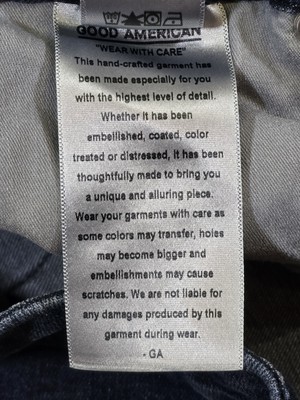 GOOD AMERICAN
"WEAR WITH CARE"
This hand-crafted garment has
been made especially for you
with the highest level of detail.
Whether it has been
embellished, coated, color
treated or distressed, it has been
thoughtfully made to bring you
a unique and alluring piece.
Wear your garments with care as
some colors may transfer, holes
may become bigger and
embellishments may cause
scratches. We are not liable for
any damages produced by this
garment during wear.
- GA